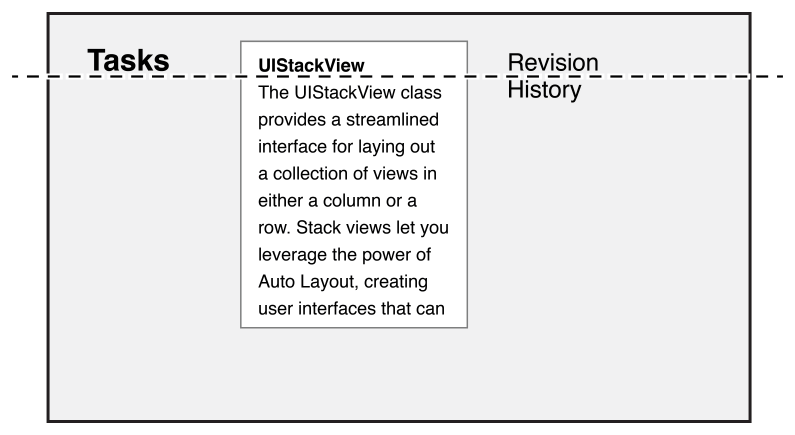 Tasks
UIStackView
The UIStackView class
provides a streamlined
interface for laying out
a collection of views in
either a column or a
row. Stack views let you
leverage the power of
Auto Layout, creating
user interfaces that can
Revision
History